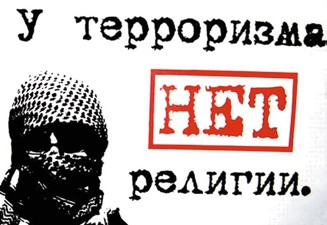 У терроризма
НЕТ
религии.